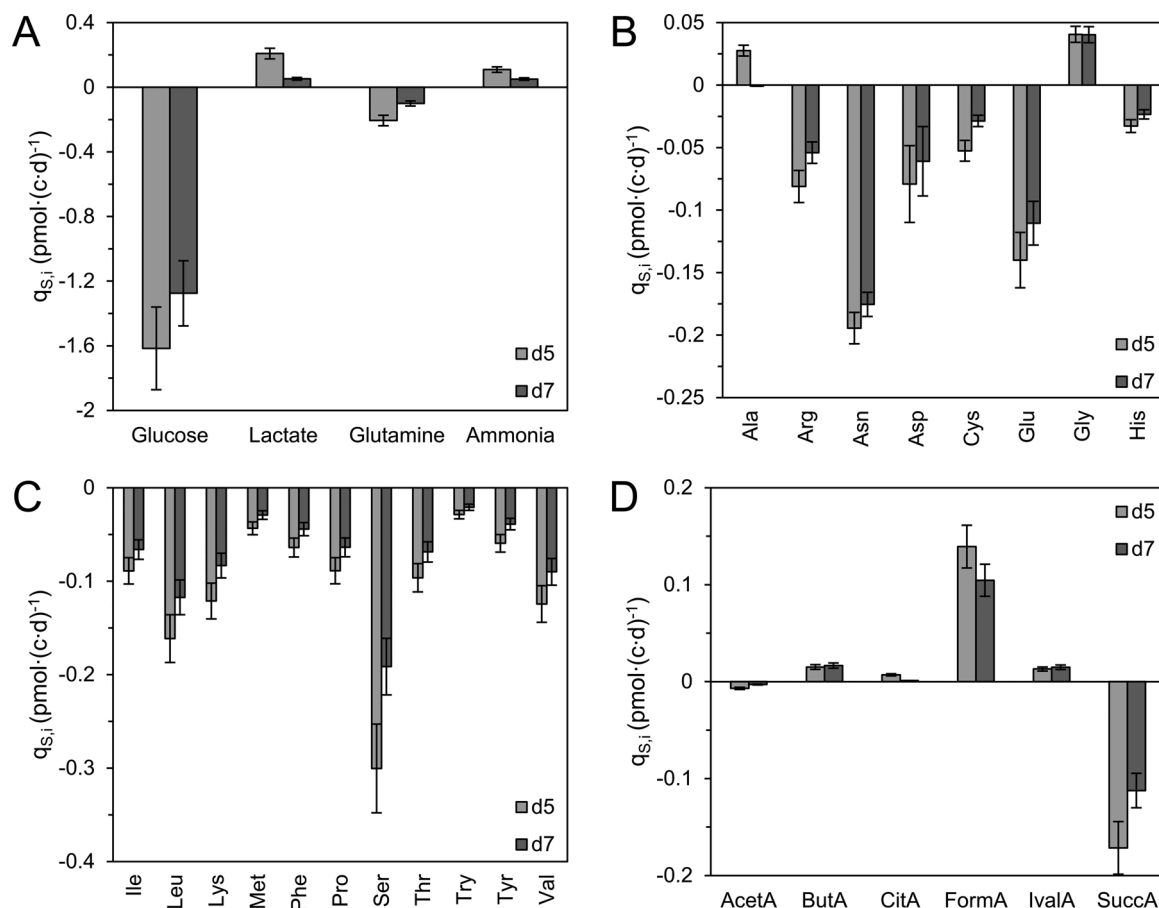 A
0.4
0
-0.4
-0.8
-1.2
-1.6
-2
qS,i (pmol·(c·d)⁻¹
Glucose Lactate Glutamine Ammonia
d5
d7
B
0.05
0
-0.05
-0.1
-0.15
-0.2
-0.25
qS,i (pmol·(c·d)⁻¹
Ala Arg Asn Asp Cys Glu Gly His
d5
d7
C
0
-0.1
-0.2
-0.3
-0.4
qS,i (pmol·(c·d)⁻¹
Ile Leu Lys Met Phe Pro Ser Thr Try Tyr Val
d5
d7
D
0.2
0.1
0
-0.1
-0.2
qS,i (pmol·(c·d)⁻¹
AcetA ButA CitA FormA IvalA SuccA
d5
d7